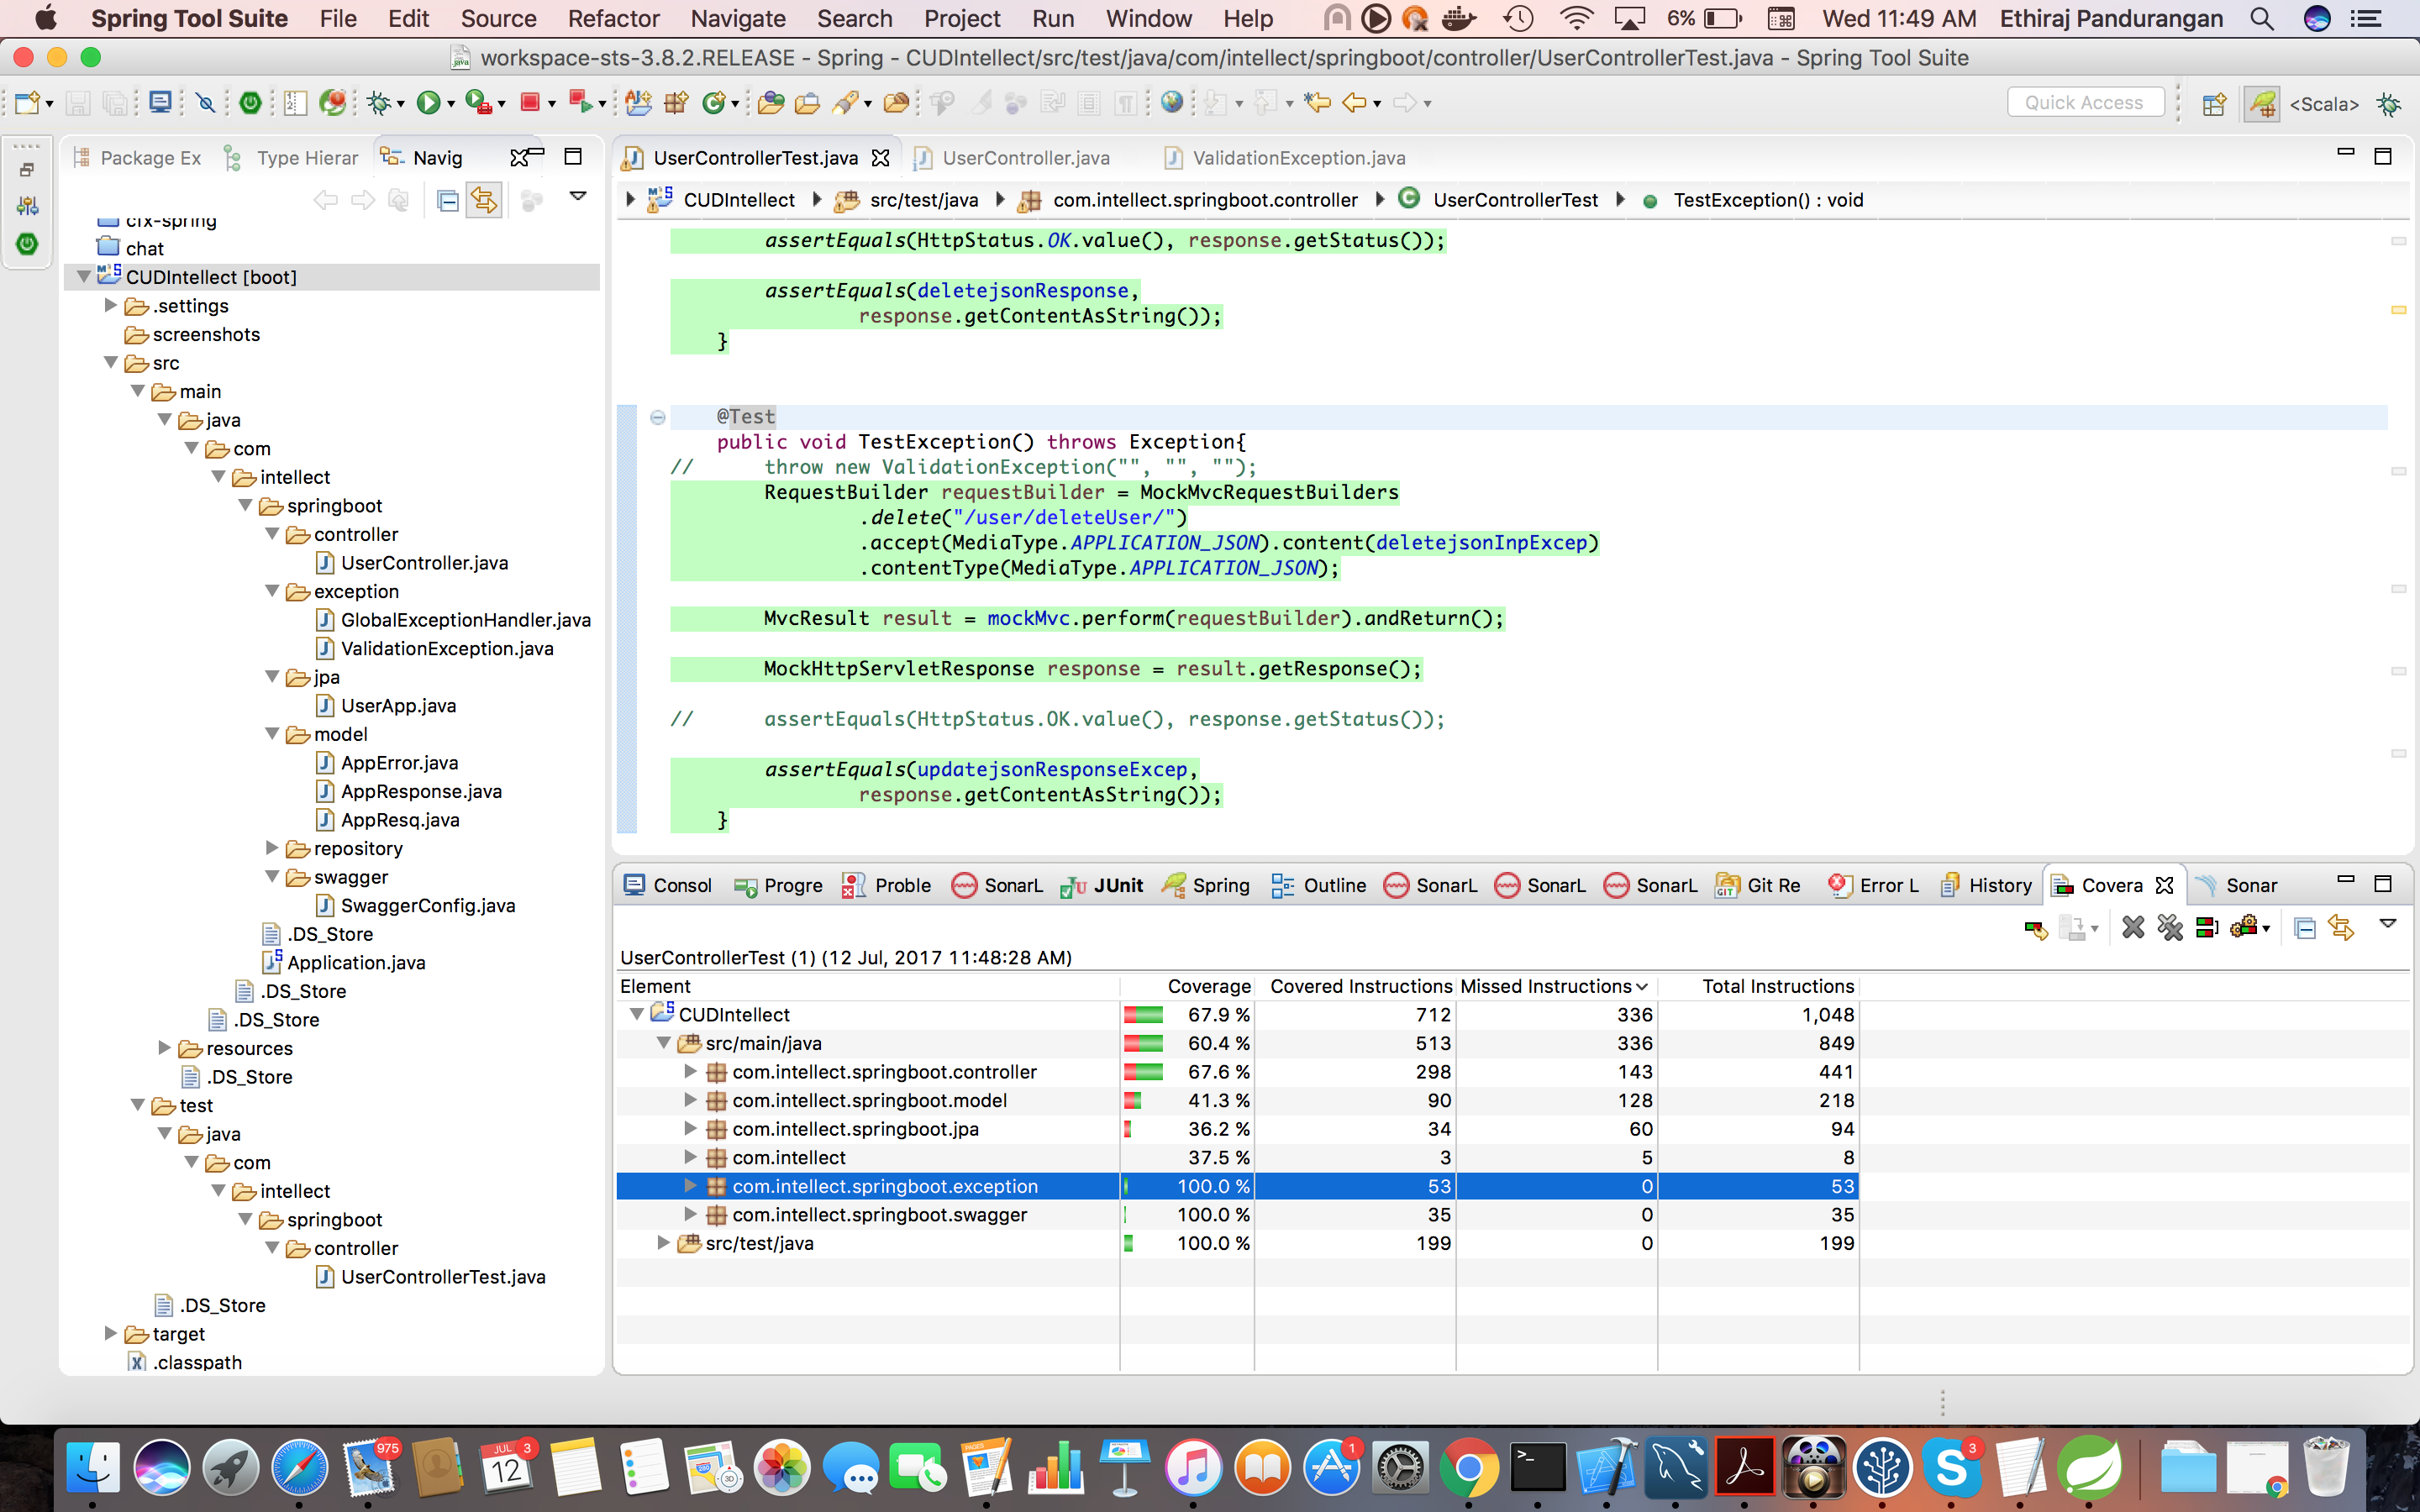 Spring Tool Suite File Edit Source Refactor Navigate Search Project Run Window Help 6% Wed 11:49 AM Ethiraj Pandurangan
workspace-sts-3.8.2.RELEASE - Spring - CUDIntellect/src/test/java/com/intellect/springboot/controller/UserControllerTest.java - Spring Tool Suite
Quick Access <Scala>
Package Ex Type Hierar Navig
cfx-spring
chat
CUDIntellect [boot]
.settings
screenshots
src
main
java
com
intellect
springboot
controller
UserController.java
exception
GlobalExceptionHandler.java
ValidationException.java
jpa
UserApp.java
model
AppError.java
AppResponse.java
AppResq.java
repository
swagger
SwaggerConfig.java
.DS_Store
Application.java
.DS_Store
.DS_Store
resources
.DS_Store
test
java
com
intellect
springboot
controller
UserControllerTest.java
.DS_Store
target
.classpath
UserControllerTest.java UserController.java ValidationException.java
CUDIntellect src/test/java com.intellect.springboot.controller UserControllerTest TestException() : void
assertEquals(HttpStatus.OK.value(), response.getStatus());
assertEquals(deletejsonResponse,
response.getContentAsString());
}
@Test
public void TestException() throws Exception{
// throw new ValidationException("", "", "");
RequestBuilder requestBuilder = MockMvcRequestBuilders
.delete("/user/deleteUser/")
.accept(MediaType.APPLICATION_JSON).content(deletejsonInpExcep)
.contentType(MediaType.APPLICATION_JSON);
MvcResult result = mockMvc.perform(requestBuilder).andReturn();
MockHttpServletResponse response = result.getResponse();
// assertEquals(HttpStatus.OK.value(), response.getStatus());
assertEquals(updatejsonResponseExcep,
response.getContentAsString());
}
Consol Progre Proble SonarL JUnit Spring Outline SonarL SonarL SonarL Git Re Error L History Covera Sonar
UserControllerTest (1) (12 Jul, 2017 11:48:28 AM)
Element Coverage Covered Instructions Missed Instructions Total Instructions
CUDIntellect 67.9 % 712 336 1,048
src/main/java 60.4 % 513 336 849
com.intellect.springboot.controller 67.6 % 298 143 441
com.intellect.springboot.model 41.3 % 90 128 218
com.intellect.springboot.jpa 36.2 % 34 60 94
com.intellect 37.5 % 3 5 8
com.intellect.springboot.exception 100.0 % 53 0 53
com.intellect.springboot.swagger 100.0 % 35 0 35
src/test/java 100.0 % 199 0 199
975 JUL 12 3 PAGES 3D 1 3